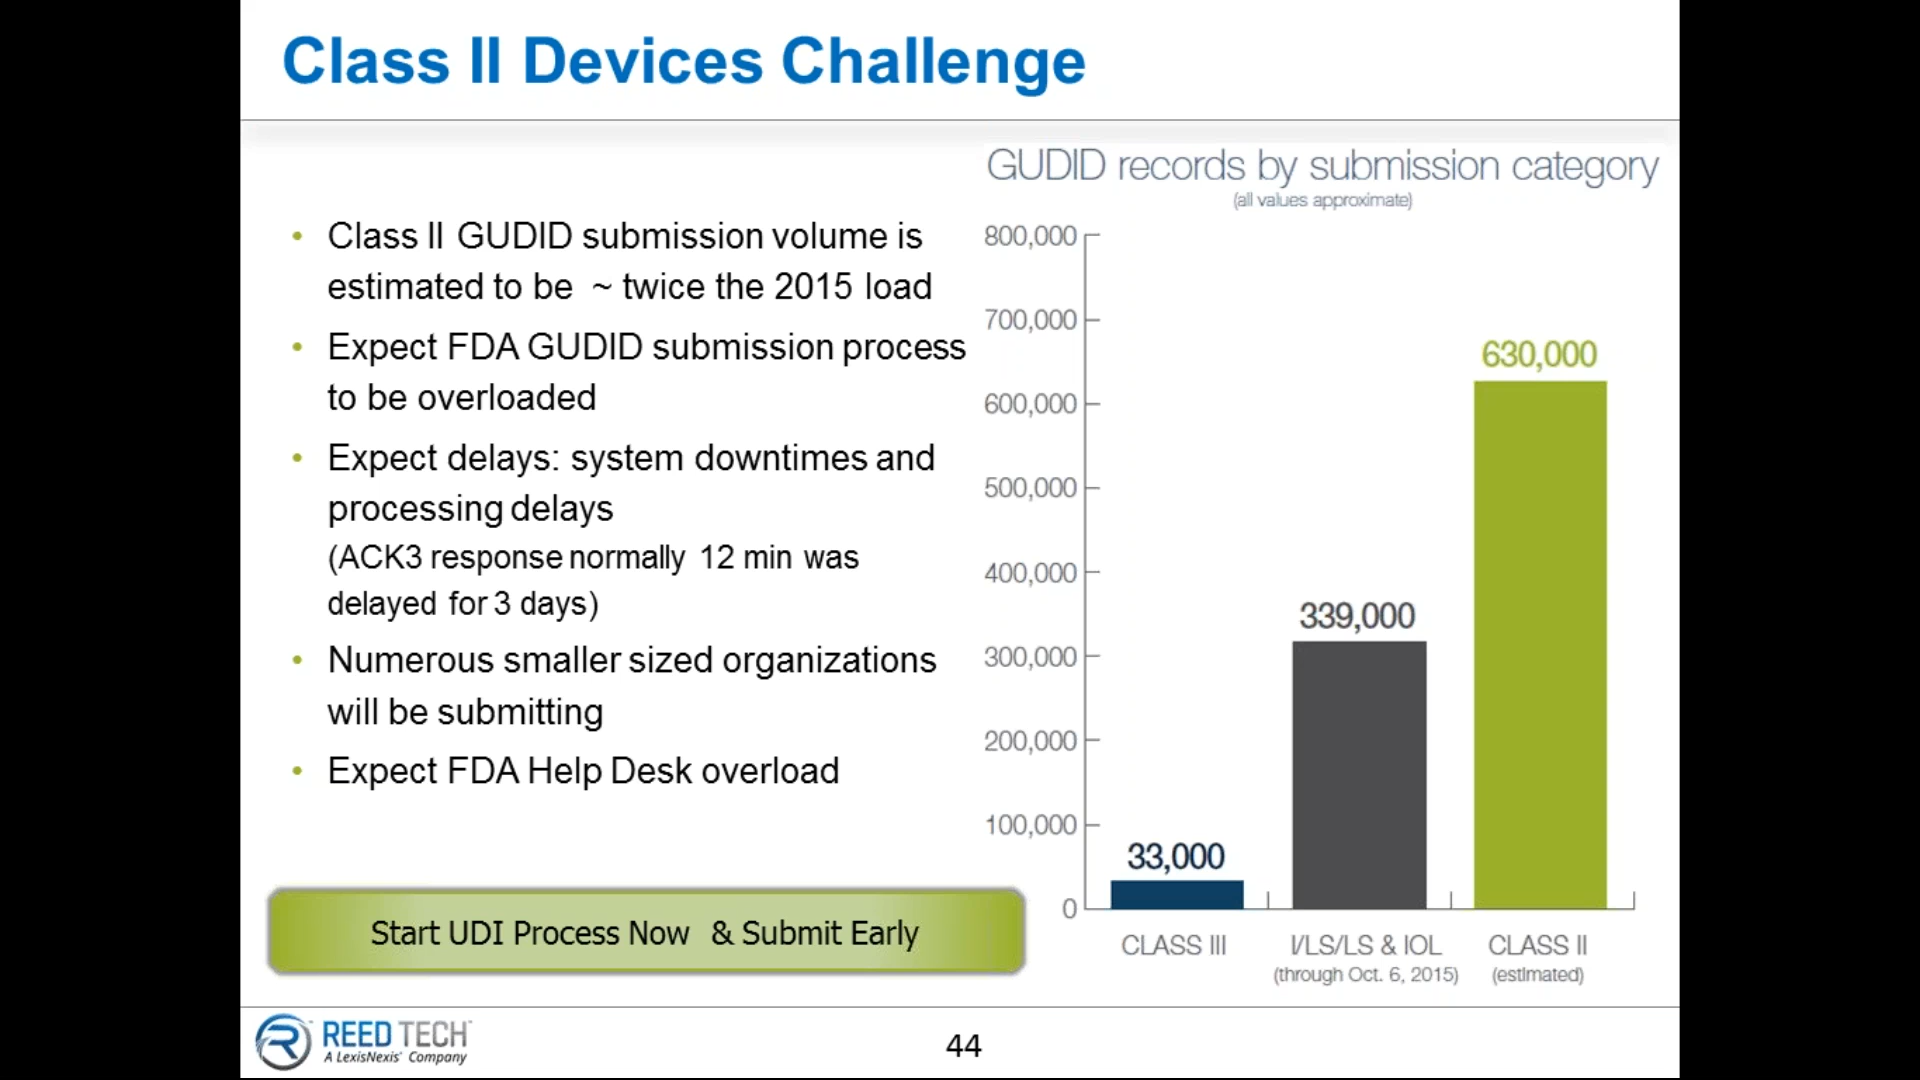 Class II Devices Challenge
• Class II GUDID submission volume is
estimated to be ~ twice the 2015 load
• Expect FDA GUDID submission process
to be overloaded
• Expect delays: system downtimes and
processing delays
(ACK3 response normally 12 min was
delayed for 3 days)
• Numerous smaller sized organizations
will be submitting
• Expect FDA Help Desk overload
Start UDI Process Now & Submit Early
GUDID records by submission category
(all values approximate)
800,000
700,000
600,000
500,000
400,000
300,000
200,000
100,000
0
33,000
339,000
630,000
CLASS III
I/LS/LS & IOL
(through Oct. 6, 2015)
CLASS II
(estimated)
REED TECH™
A LexisNexis® Company
44